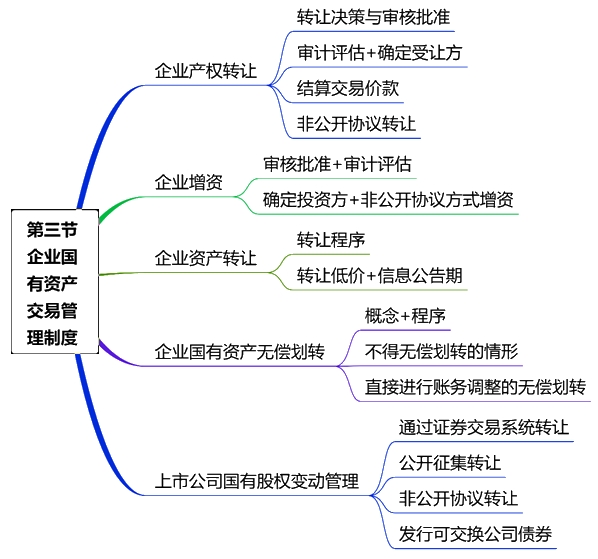 第三节
企业国
有资产
交易管
理制度
企业产权转让
转让决策与审核批准
审计评估+确定受让方
结算交易价款
非公开协议转让
企业增资
审核批准+审计评估
确定投资方+非公开协议方式增资
企业资产转让
转让程序
转让低价+信息公告期
企业国有资产无偿划转
概念+程序
不得无偿划转的情形
直接进行账务调整的无偿划转
上市公司国有股权变动管理
通过证券交易系统转让
公开征集转让
非公开协议转让
发行可交换公司债券